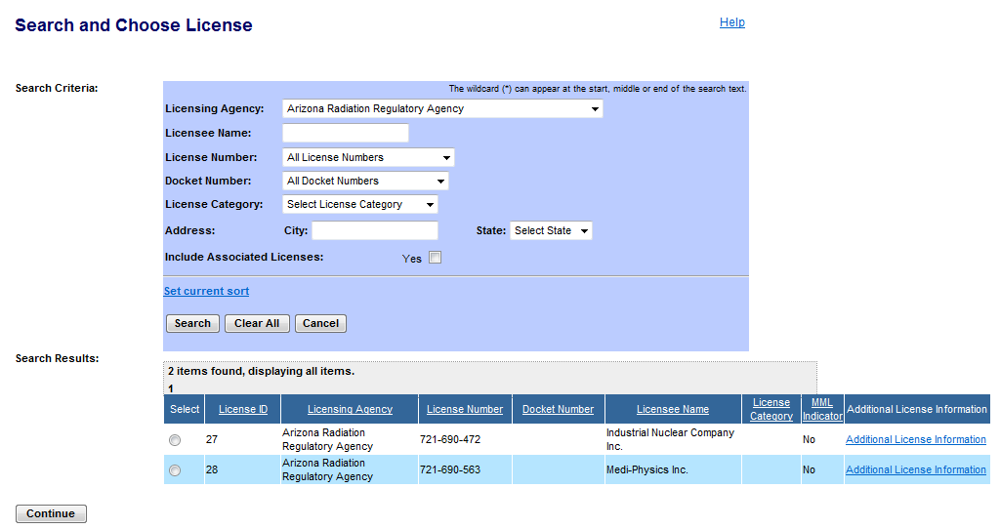 Search and Choose License
Help
Search Criteria:
The wildcard (*) can appear at the start, middle or end of the search text.
Licensing Agency: Arizona Radiation Regulatory Agency
Licensee Name:
License Number: All License Numbers
Docket Number: All Docket Numbers
License Category: Select License Category
Address: City: State: Select State
Include Associated Licenses: Yes
Set current sort
Search Clear All Cancel
Search Results:
2 items found, displaying all items.
1
Select License ID Licensing Agency License Number Docket Number Licensee Name License Category MML Indicator Additional License Information
27 Arizona Radiation Regulatory Agency 721-690-472 Industrial Nuclear Company Inc. No Additional License Information
28 Arizona Radiation Regulatory Agency 721-690-563 Medi-Physics Inc. No Additional License Information
Continue